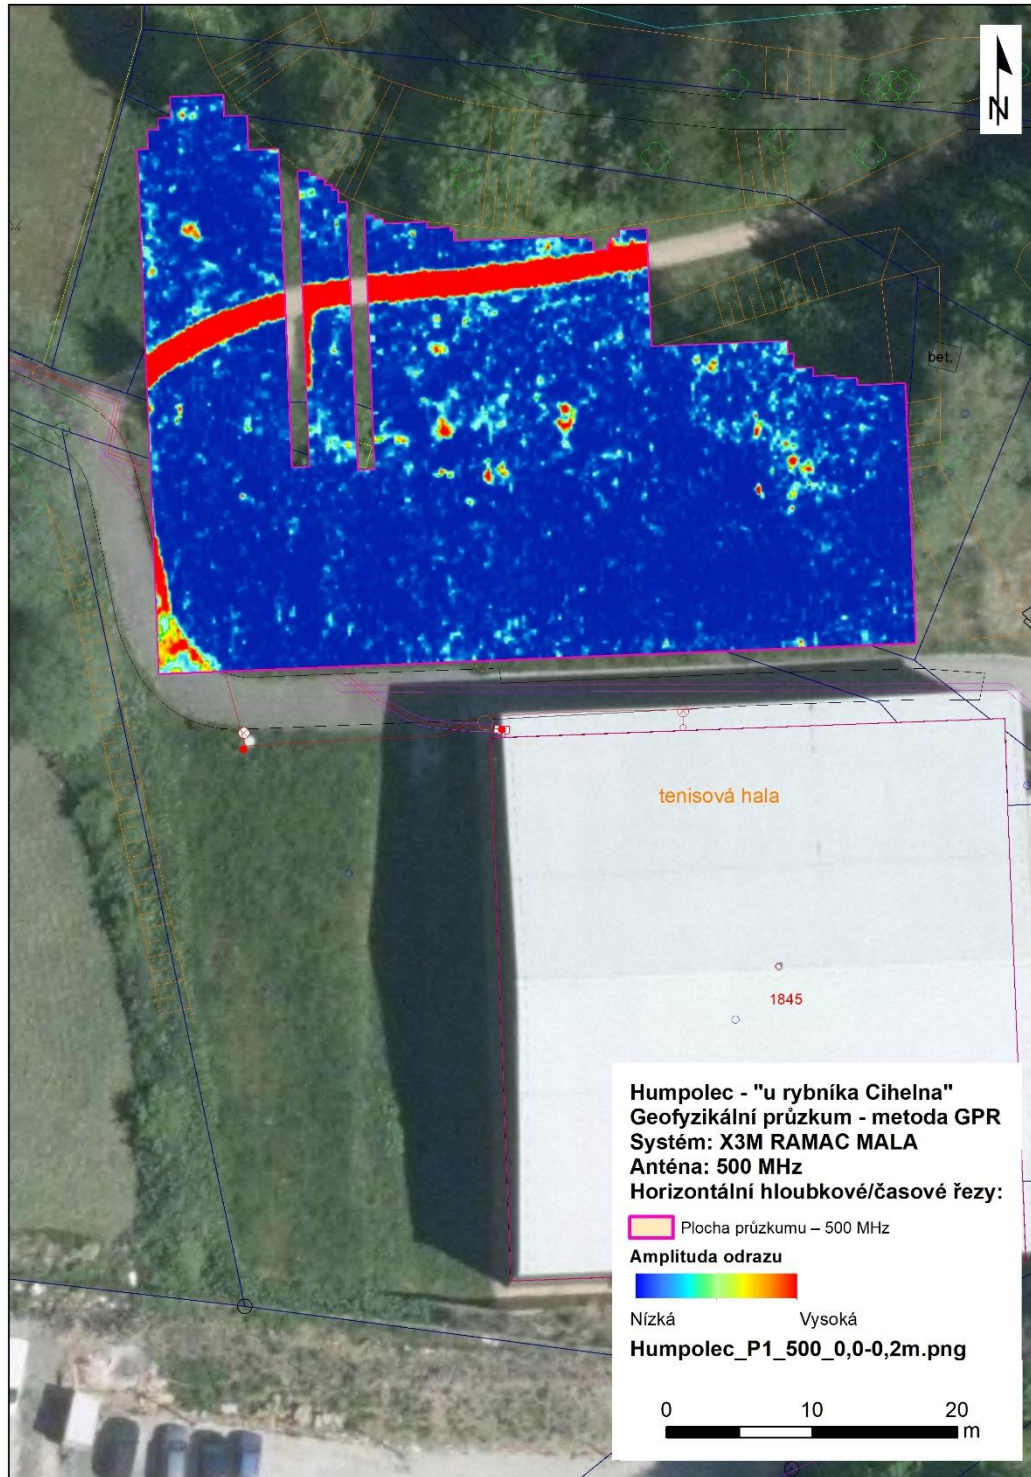 N
bet.
tenisová hala
1845
Humpolec - "u rybníka Cihelna"
Geofyzikální průzkum - metoda GPR
Systém: X3M RAMAC MALA
Anténa: 500 MHz
Horizontální hloubkové/časové řezy:
Plocha průzkumu – 500 MHz
Amplituda odrazu
Nízká Vysoká
Humpolec_P1_500_0,0-0,2m.png
0 10 20
m